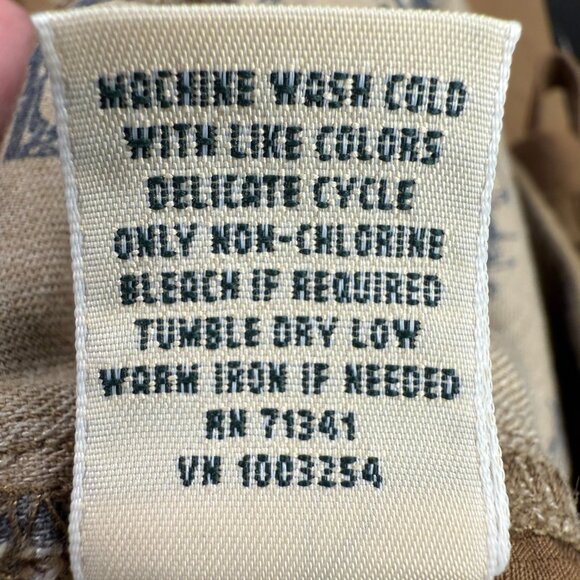 MACHINE WASH COLD
WITH LIKE COLORS
DELICATE CYCLE
ONLY NON-CHLORINE
BLEACH IF REQUIRED
TUMBLE DRY LOW
WARM IRON IF NEEDED
RN 71341
VN 1003354